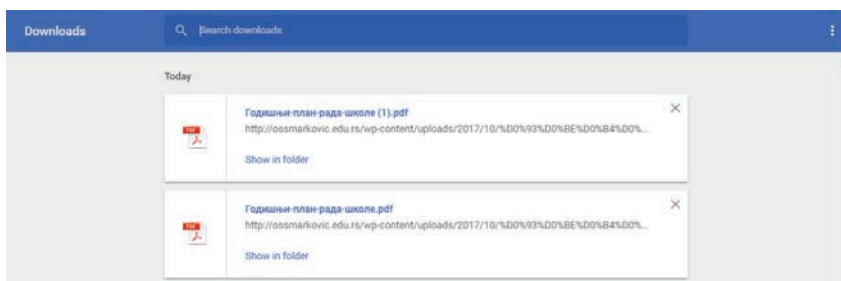 Downloads
Search downloads
Today
Годишњи-план-рада-школе (1).pdf
http://ossmarkovic.edu.rs/wp-content/uploads/2017/10/%D0%93%D0%BE%D0%B4%D0%...
Show in folder
Годишњи-план-рада-школе.pdf
http://ossmarkovic.edu.rs/wp-content/uploads/2017/10/%D0%93%D0%BE%D0%B4%D0%...
Show in folder